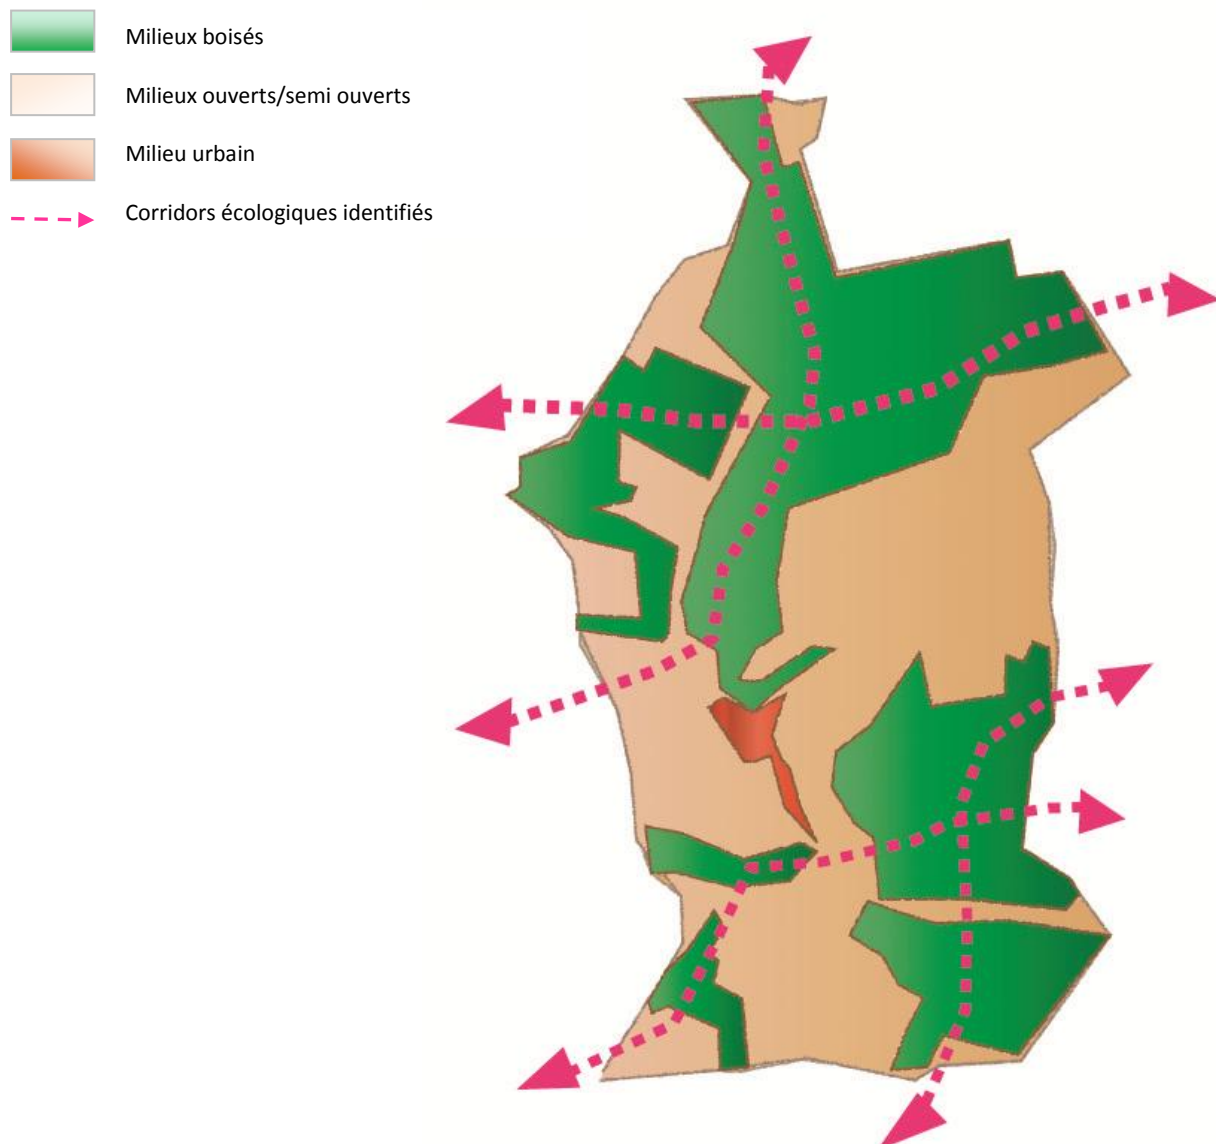 Milieux boisés
Milieux ouverts/semi ouverts
Milieu urbain
Corridors écologiques identifiés